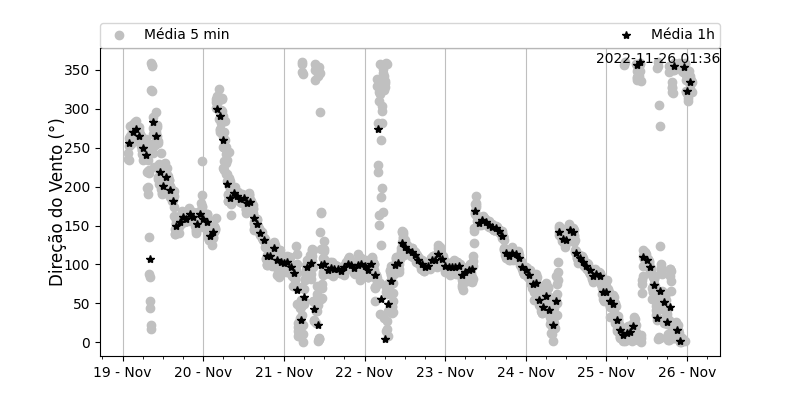 Média 5 min
Média 1h
2022-11-26 01:36
Direção do Vento (°)
350
300
250
200
150
100
50
0
19 - Nov
20 - Nov
21 - Nov
22 - Nov
23 - Nov
24 - Nov
25 - Nov
26 - Nov